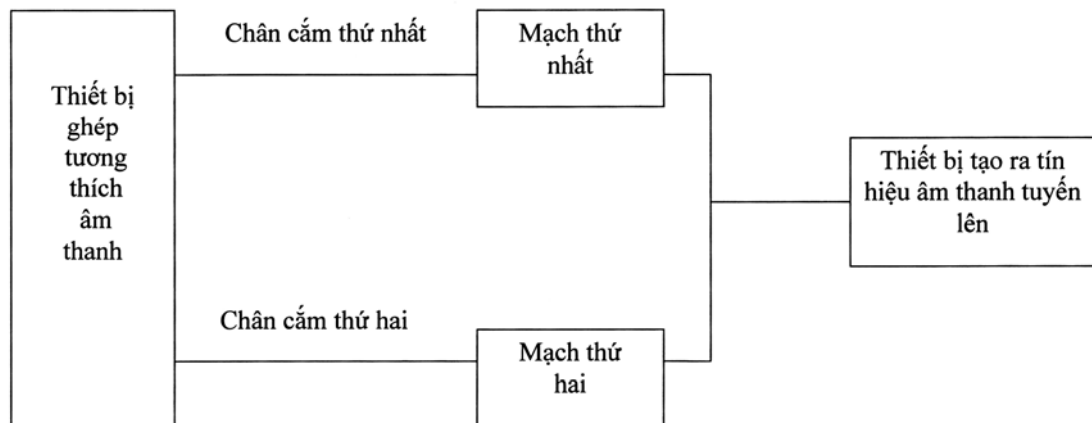 Thiết bị
ghép
tương
thích
âm
thanh
Chân cắm thứ nhất
Mạch thứ
nhất
Thiết bị tạo ra tín
hiệu âm thanh tuyến
lên
Chân cắm thứ hai
Mạch thứ
hai